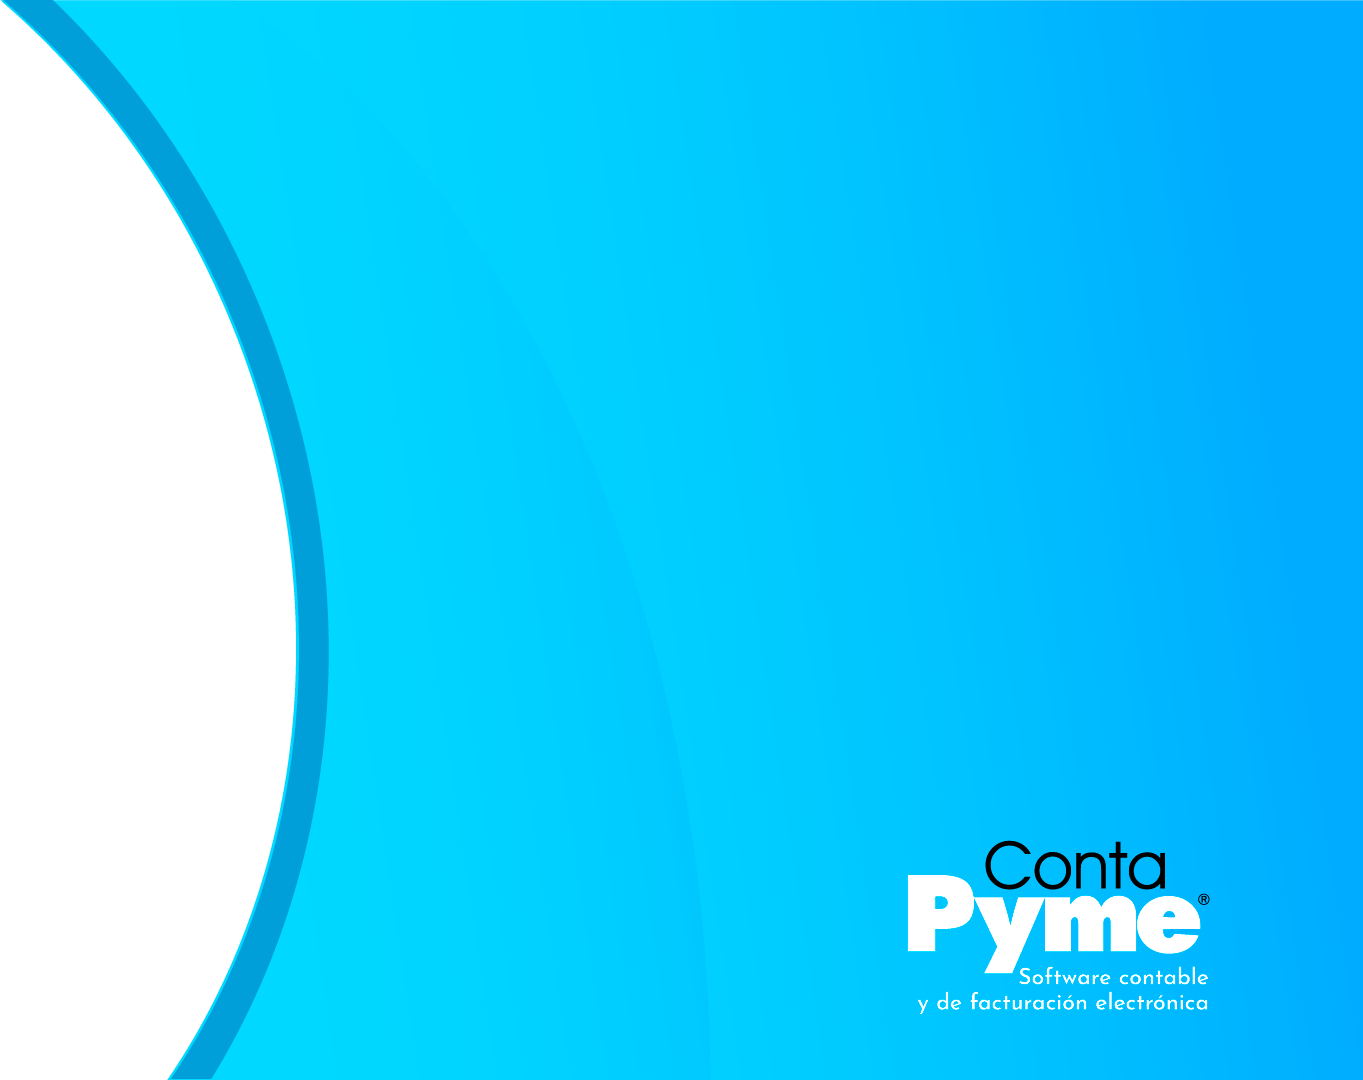 Conta
Pyme®
Software contable
y de facturación electrónica